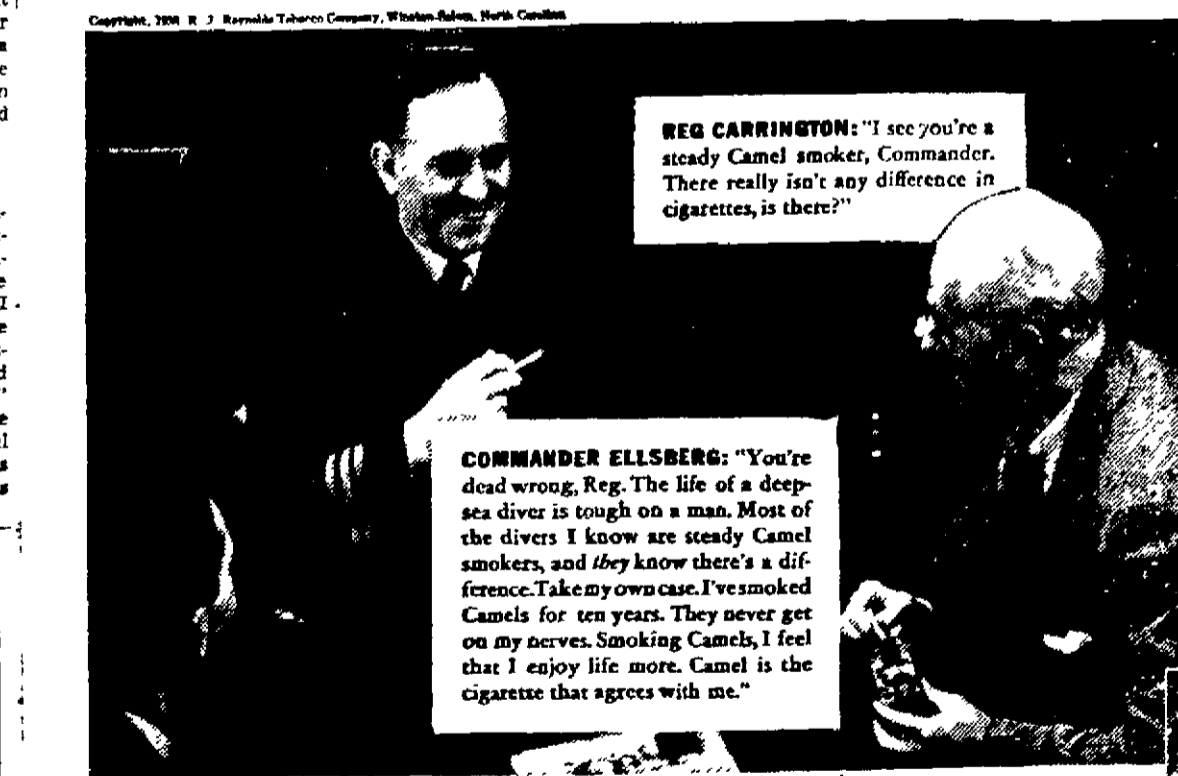 Copyright, 1938 R. J. Reynolds Tobacco Company, Winston-Salem, North Carolina
REG CARRINGTON: "I see you're a
steady Camel smoker, Commander.
There really isn't any difference in
cigarettes, is there?"
COMMANDER ELLSBERG: "You're
dead wrong, Reg. The life of a deep-
sea diver is tough on a man. Most of
the divers I know are steady Camel
smokers, and they know there's a dif-
ference. Take my own case. I've smoked
Camels for ten years. They never get
on my nerves. Smoking Camels, I feel
that I enjoy life more. Camel is the
cigarette that agrees with me."